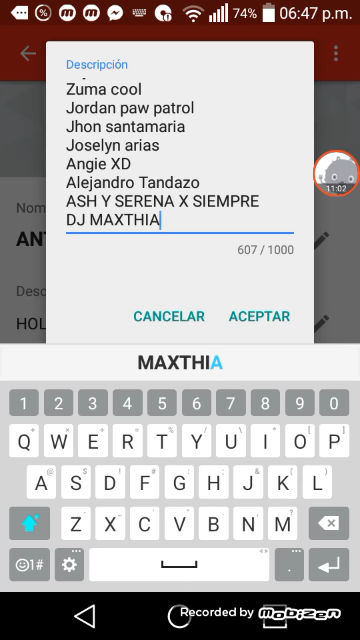 74% 06:47 p.m.
Descripción
Zuma cool
Jordan paw patrol
Jhon santamaria
Joselyn arias
Angie XD
Alejandro Tandazo
ASH Y SERENA X SIEMPRE
DJ MAXTHIA
607 / 1000
11:02
Nom
ANT
Desc
HOL
CANCELAR ACEPTAR
MAXTHIA
1 2 3 4 5 6 7 8 9 0
Q W E R T Y U I O P
A S D F G H J K L
Z X C V B N M
1#
Recorded by mobizen